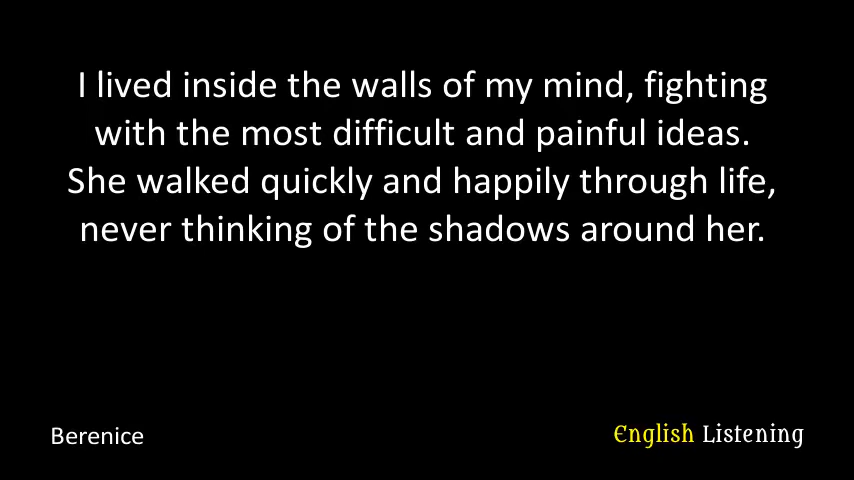 I lived inside the walls of my mind, fighting
with the most difficult and painful ideas.
She walked quickly and happily through life,
never thinking of the shadows around her.
Berenice
English Listening